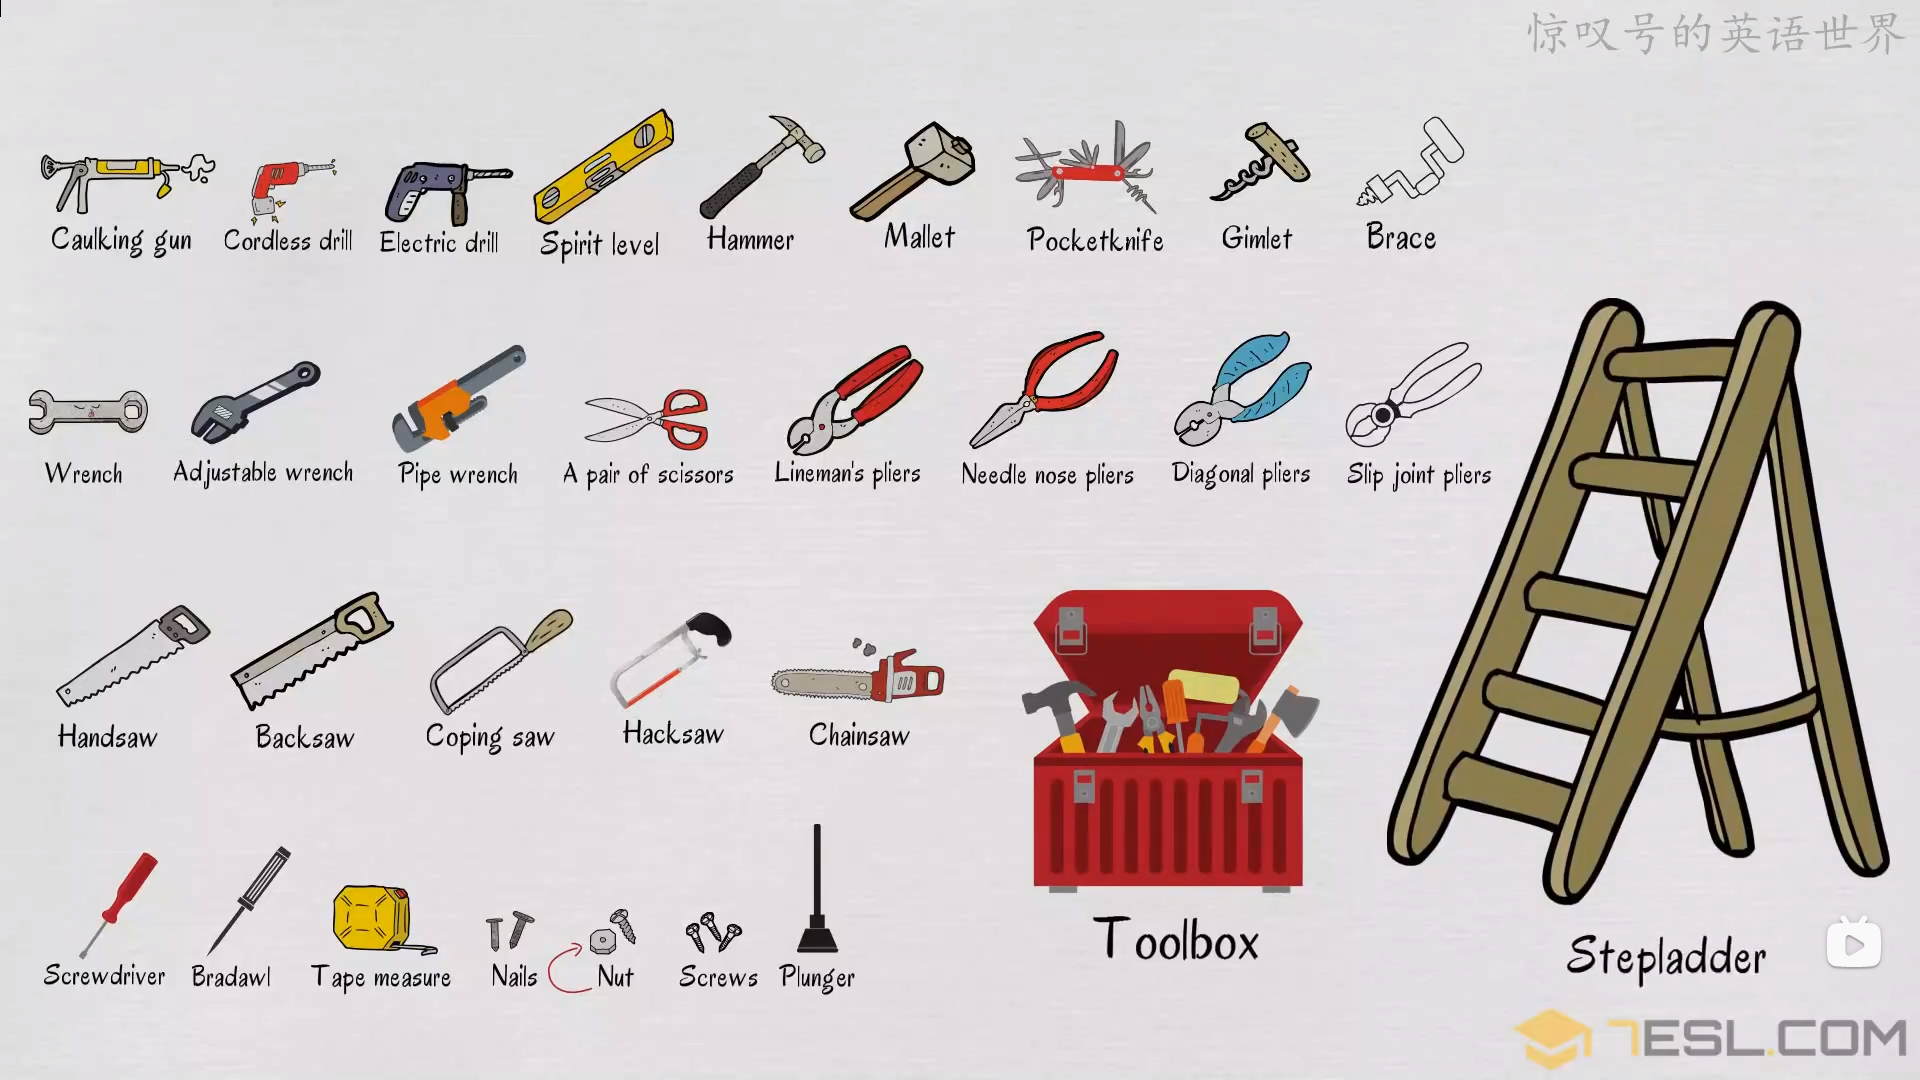 惊叹号的英语世界
Caulking gun
Cordless drill
Electric drill
Spirit level
Hammer
Mallet
Pocketknife
Gimlet
Brace
Wrench
Adjustable wrench
Pipe wrench
A pair of scissors
Lineman's pliers
Needle nose pliers
Diagonal pliers
Slip joint pliers
Handsaw
Backsaw
Coping saw
Hacksaw
Chainsaw
Toolbox
Stepladder
Screwdriver
Bradawl
Tape measure
Nails
Nut
Screws
Plunger
7ESL.COM